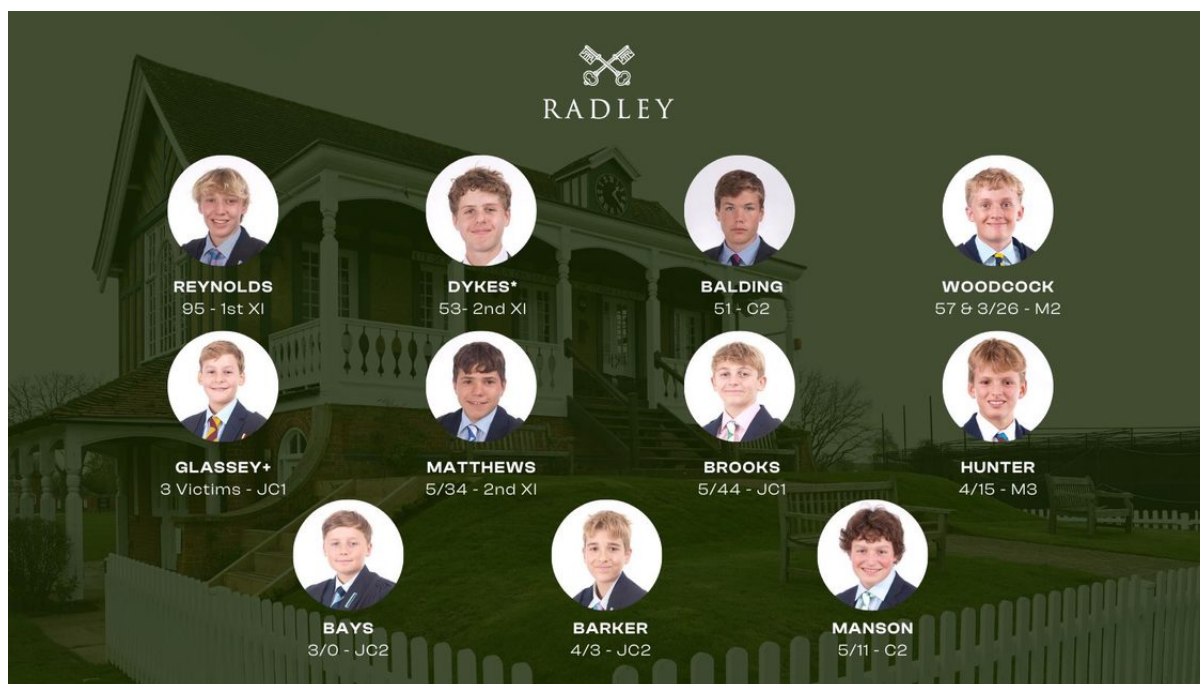 RADLEY
REYNOLDS
95 - 1st XI
DYKES*
53- 2nd XI
BALDING
51 - C2
WOODCOCK
57 & 3/26 - M2
GLASSEY+
3 Victims - JC1
MATTHEWS
5/34 - 2nd XI
BROOKS
5/44 - JC1
HUNTER
4/15 - M3
BAYS
3/0 - JC2
BARKER
4/3 - JC2
MANSON
5/11 - C2